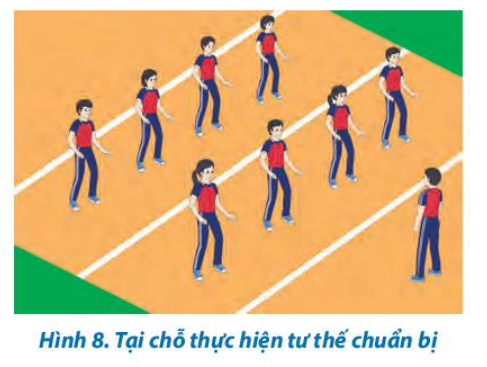 Hình 8. Tại chỗ thực hiện tư thế chuẩn bị